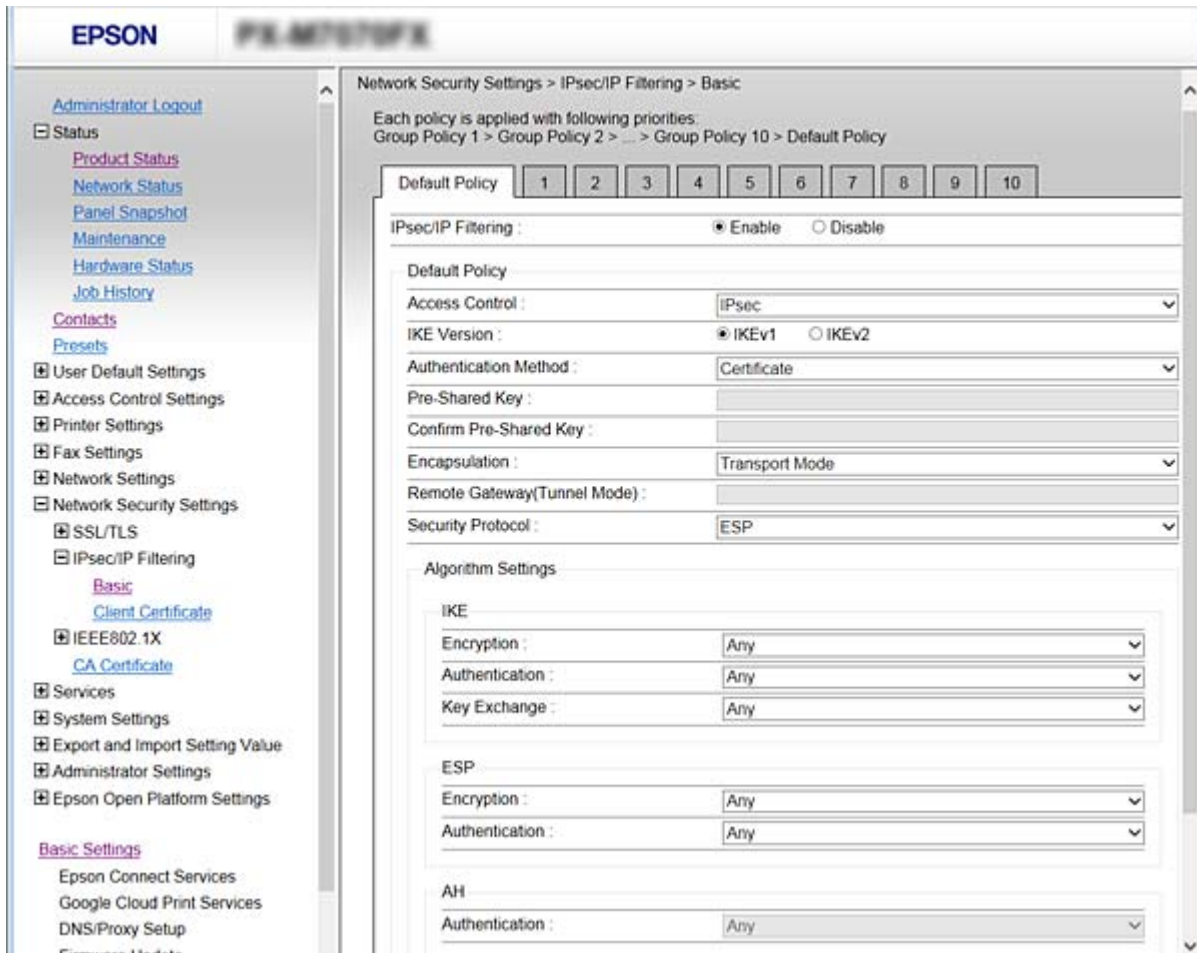 EPSON
Administrator Logout
Status
Product Status
Network Status
Panel Snapshot
Maintenance
Hardware Status
Job History
Contacts
Presets
User Default Settings
Access Control Settings
Printer Settings
Fax Settings
Network Settings
Network Security Settings
SSL/TLS
IPsec/IP Filtering
Basic
Client Certificate
IEEE802.1X
CA Certificate
Services
System Settings
Export and Import Setting Value
Administrator Settings
Epson Open Platform Settings
Basic Settings
Epson Connect Services
Google Cloud Print Services
DNS/Proxy Setup
Network Security Settings > IPsec/IP Filtering > Basic
Each policy is applied with following priorities:
Group Policy 1 > Group Policy 2 > ... > Group Policy 10 > Default Policy
Default Policy 1 2 3 4 5 6 7 8 9 10
IPsec/IP Filtering : Enable Disable
Default Policy
Access Control : IPsec
IKE Version : IKEv1 IKEv2
Authentication Method : Certificate
Pre-Shared Key :
Confirm Pre-Shared Key :
Encapsulation : Transport Mode
Remote Gateway(Tunnel Mode) :
Security Protocol : ESP
Algorithm Settings
IKE
Encryption : Any
Authentication : Any
Key Exchange : Any
ESP
Encryption : Any
Authentication : Any
AH
Authentication : Any